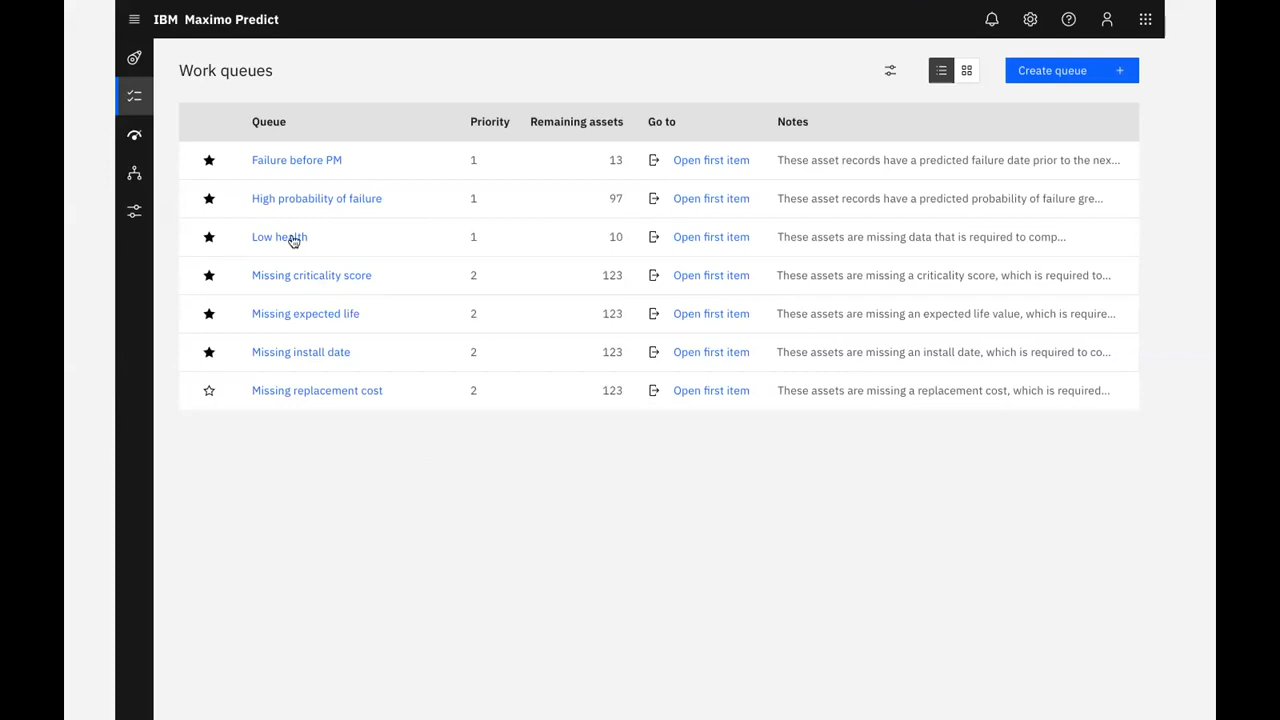 IBM Maximo Predict
Work queues
Create queue +
Queue Priority Remaining assets Go to Notes
Failure before PM 1 13 Open first item These asset records have a predicted failure date prior to the nex...
High probability of failure 1 97 Open first item These asset records have a predicted probability of failure gre...
Low health 1 10 Open first item These assets are missing data that is required to comp...
Missing criticality score 2 123 Open first item These assets are missing a criticality score, which is required to...
Missing expected life 2 123 Open first item These assets are missing an expected life value, which is require...
Missing install date 2 123 Open first item These assets are missing an install date, which is required to co...
Missing replacement cost 2 123 Open first item These assets are missing a replacement cost, which is required...